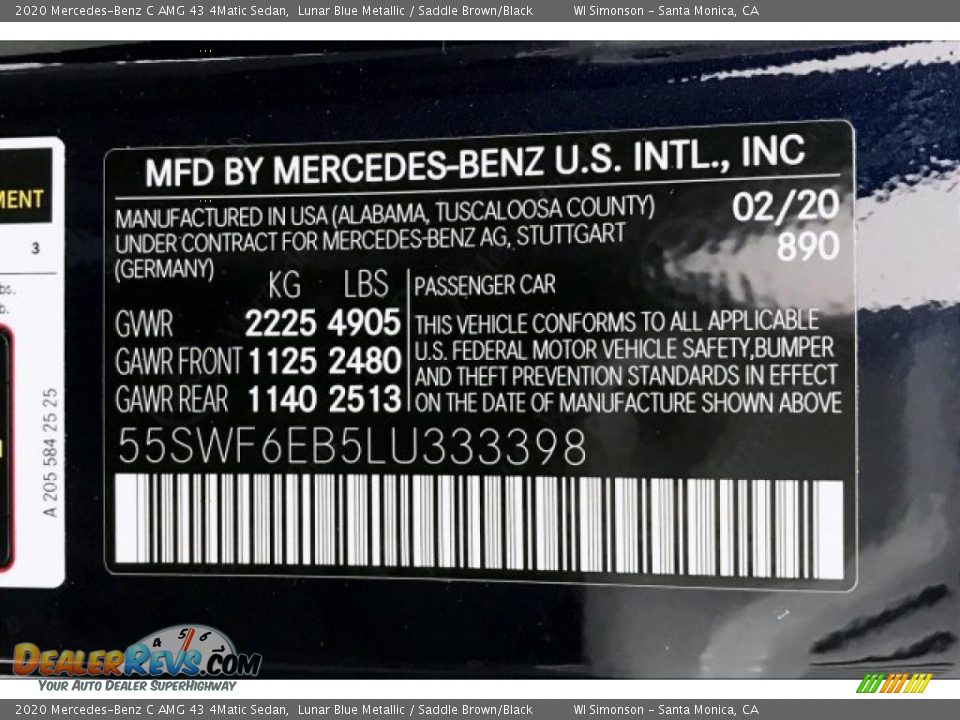 2020 Mercedes-Benz C AMG 43 4Matic Sedan, Lunar Blue Metallic / Saddle Brown/Black WI Simonson - Santa Monica, CA
MFD BY MERCEDES-BENZ U.S. INTL., INC
MANUFACTURED IN USA (ALABAMA, TUSCALOOSA COUNTY) 02/20
UNDER CONTRACT FOR MERCEDES-BENZ AG, STUTTGART 890
(GERMANY)
KG LBS PASSENGER CAR
GVWR 2225 4905 THIS VEHICLE CONFORMS TO ALL APPLICABLE
U.S. FEDERAL MOTOR VEHICLE SAFETY,BUMPER
GAWR FRONT 1125 2480
AND THEFT PREVENTION STANDARDS IN EFFECT
GAWR REAR 1140 2513 ON THE DATE OF MANUFACTURE SHOWN ABOVE
55SWF6EB5LU333398
MENT
3
bs.
b.
A 205 584 25 25
4 5 6
DEALERREVS.COM
YOUR AUTO DEALER SUPERHIGHWAY
2020 Mercedes-Benz C AMG 43 4Matic Sedan, Lunar Blue Metallic / Saddle Brown/Black WI Simonson - Santa Monica, CA